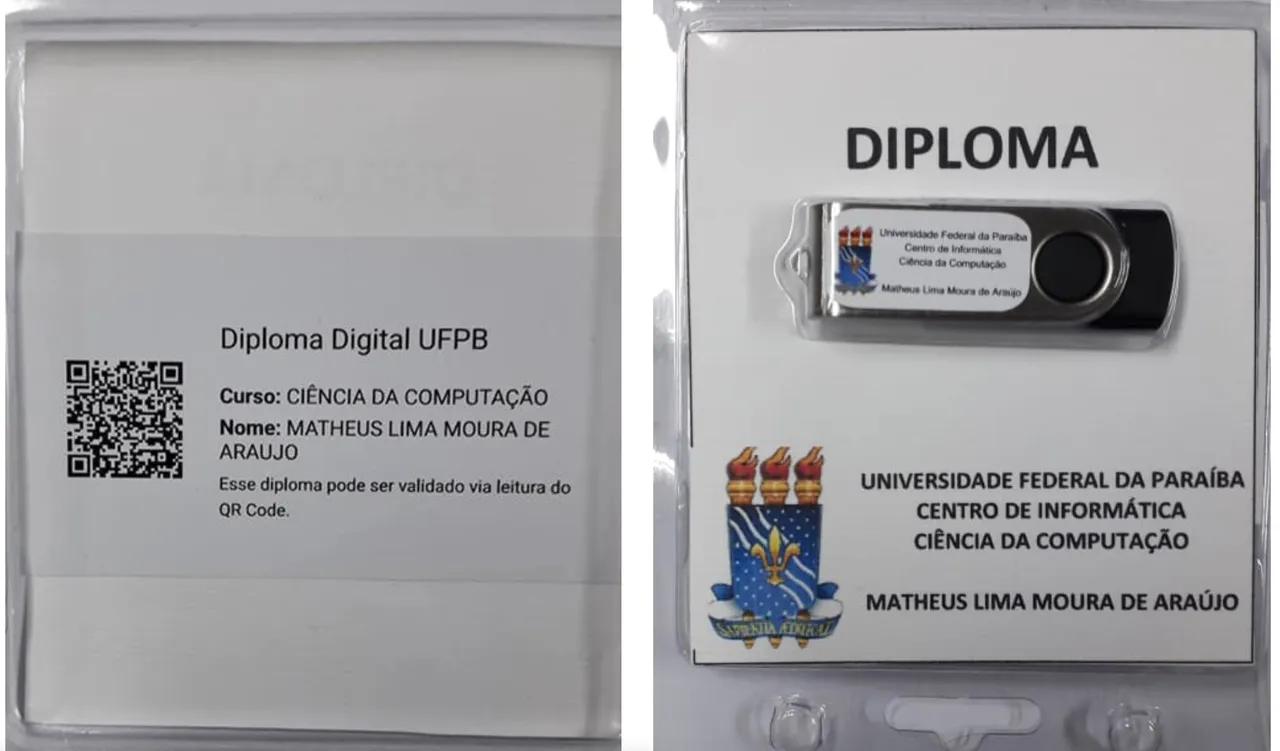 Diploma Digital UFPB
Curso: CIÊNCIA DA COMPUTAÇÃO
Nome: MATHEUS LIMA MOURA DE
ARAUJO
Esse diploma pode ser validado via leitura do
QR Code.
DIPLOMA
Universidade Federal da Paraíba
Centro de Informática
Ciência da Computação
Matheus Lima Moura de Araújo
UNIVERSIDADE FEDERAL DA PARAÍBA
CENTRO DE INFORMÁTICA
CIÊNCIA DA COMPUTAÇÃO
MATHEUS LIMA MOURA DE ARAÚJO
SAPIENTIA ÆDIFICAT